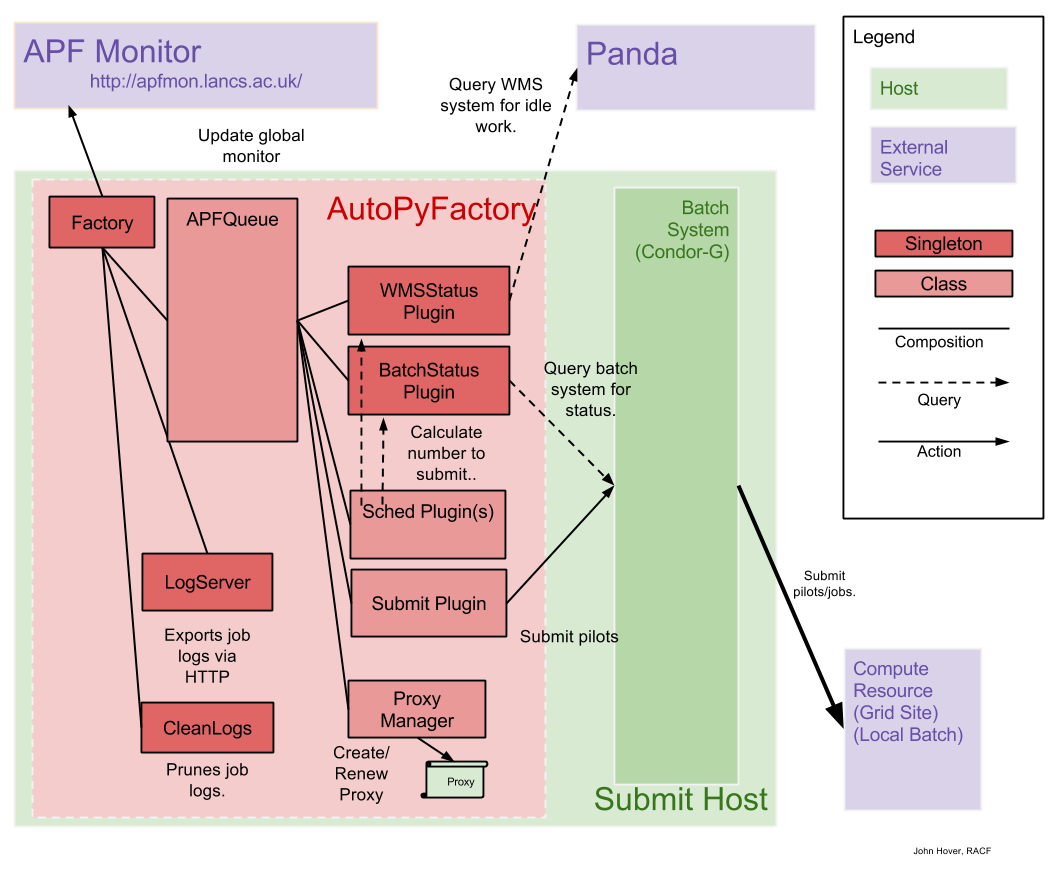 APF Monitor
http://apfmon.lancs.ac.uk/
Panda
Query WMS
system for idle
work.
Update global
monitor
Legend
Host
External
Service
Singleton
Class
Composition
Query
Action
AutoPyFactory
Factory
APFQueue
WMSStatus
Plugin
BatchStatus
Plugin
Calculate
number to
submit..
Sched Plugin(s)
Submit Plugin
LogServer
Exports job
logs via
HTTP
CleanLogs
Prunes job
logs.
Proxy
Manager
Create/
Renew
Proxy
Proxy
Batch
System
(Condor-G)
Query batch
system for
status.
Submit pilots
Submit Host
Submit
pilots/jobs.
Compute
Resource
(Grid Site)
(Local Batch)
John Hover, RACF